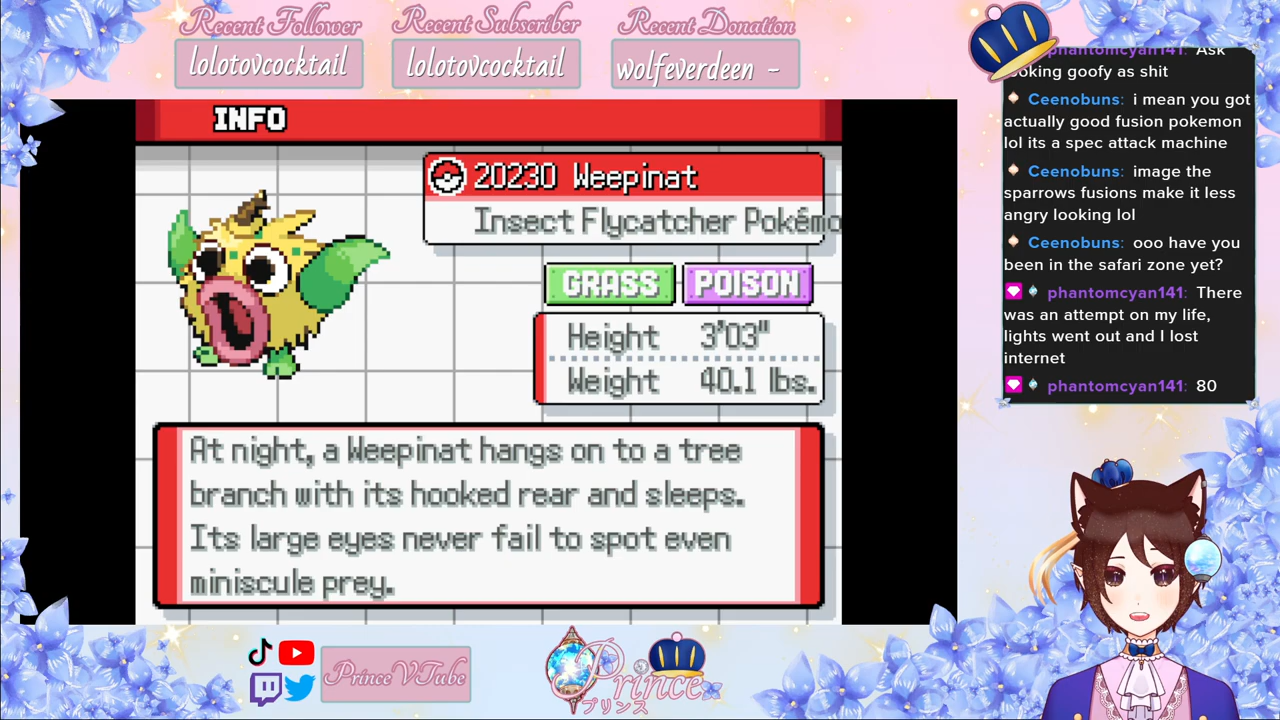 Recent Follower
Recent Subscriber
Recent Donation
lolotovcocktail
lolotovcocktail
wolfeverdeen -
INFO
20230 Weepinat
Insect Flycatcher Pokémo
GRASS
POISON
Height 3'03"
Weight 40.1 lbs.
At night, a Weepinat hangs on to a tree
branch with its hooked rear and sleeps.
Its large eyes never fail to spot even
miniscule prey.
phantomcyan141: Ask
ooking goofy as shit
Ceenobuns: i mean you got
actually good fusion pokemon
lol its a spec attack machine
Ceenobuns: image the
sparrows fusions make it less
angry looking lol
Ceenobuns: ooo have you
been in the safari zone yet?
phantomcyan141: There
was an attempt on my life,
lights went out and I lost
internet
phantomcyan141: 80
PrinceVTube
Prince
プリンス